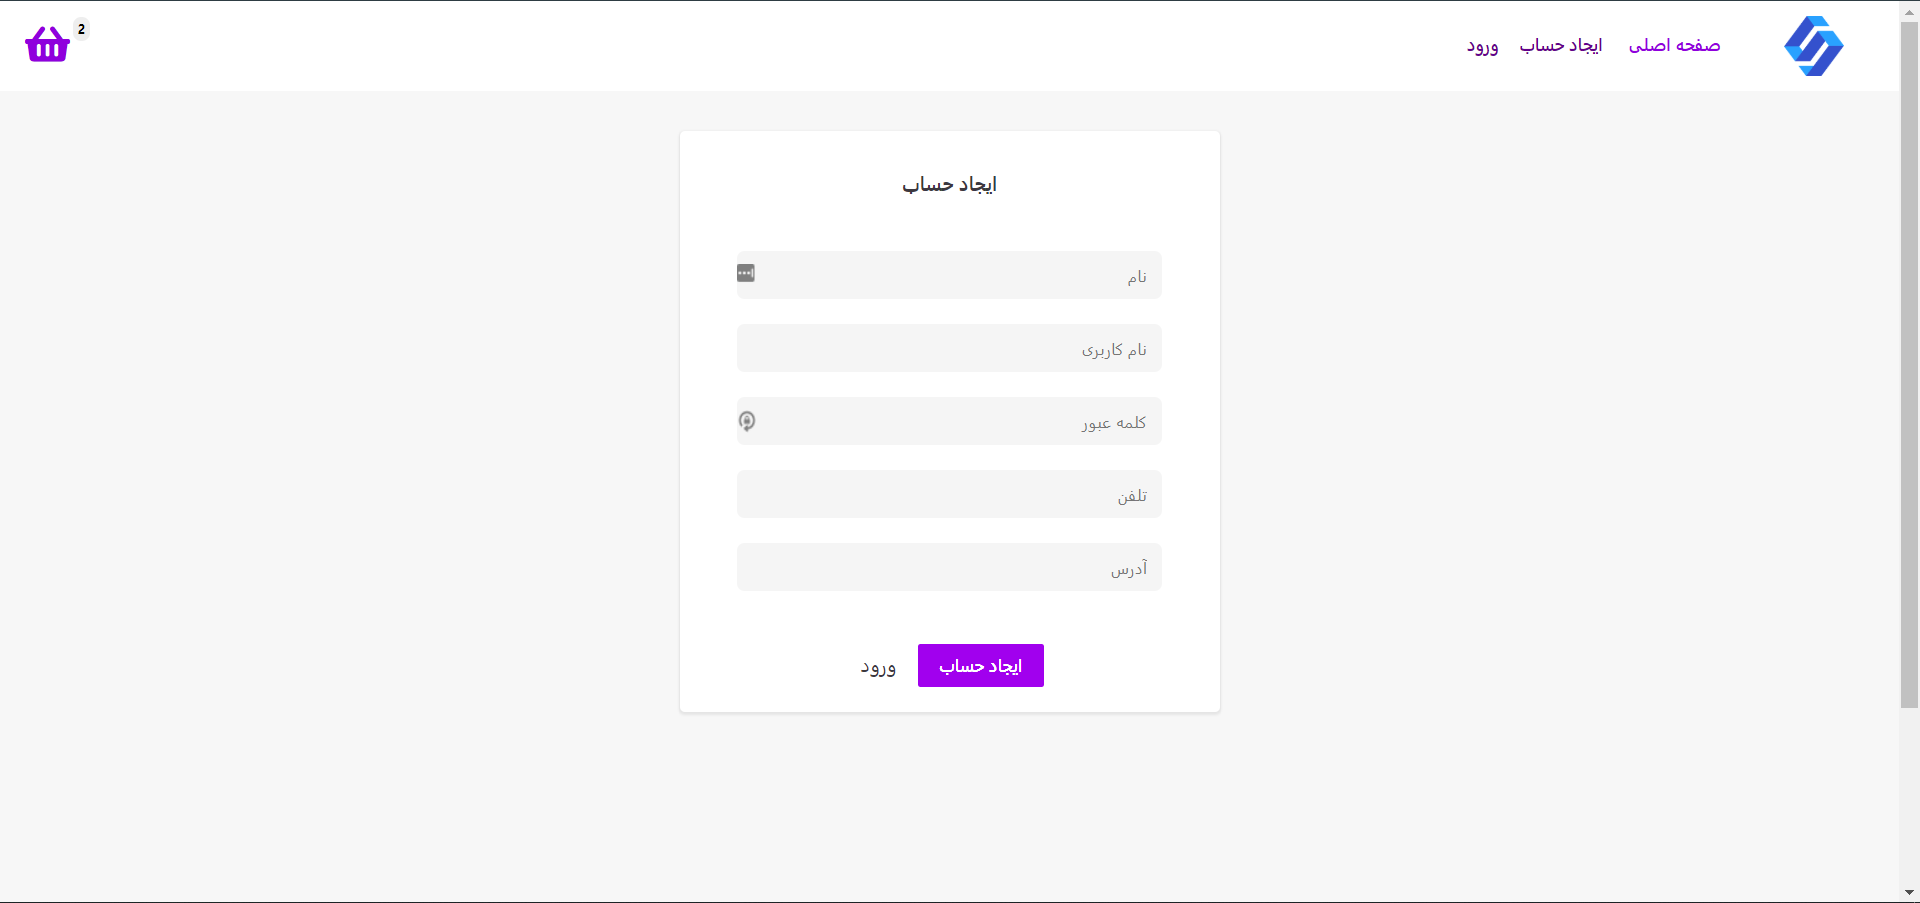 صفحه اصلی ایجاد حساب ورود 2
ایجاد حساب
نام
نام کاربری
کلمه عبور
تلفن
آدرس
ایجاد حساب ورود